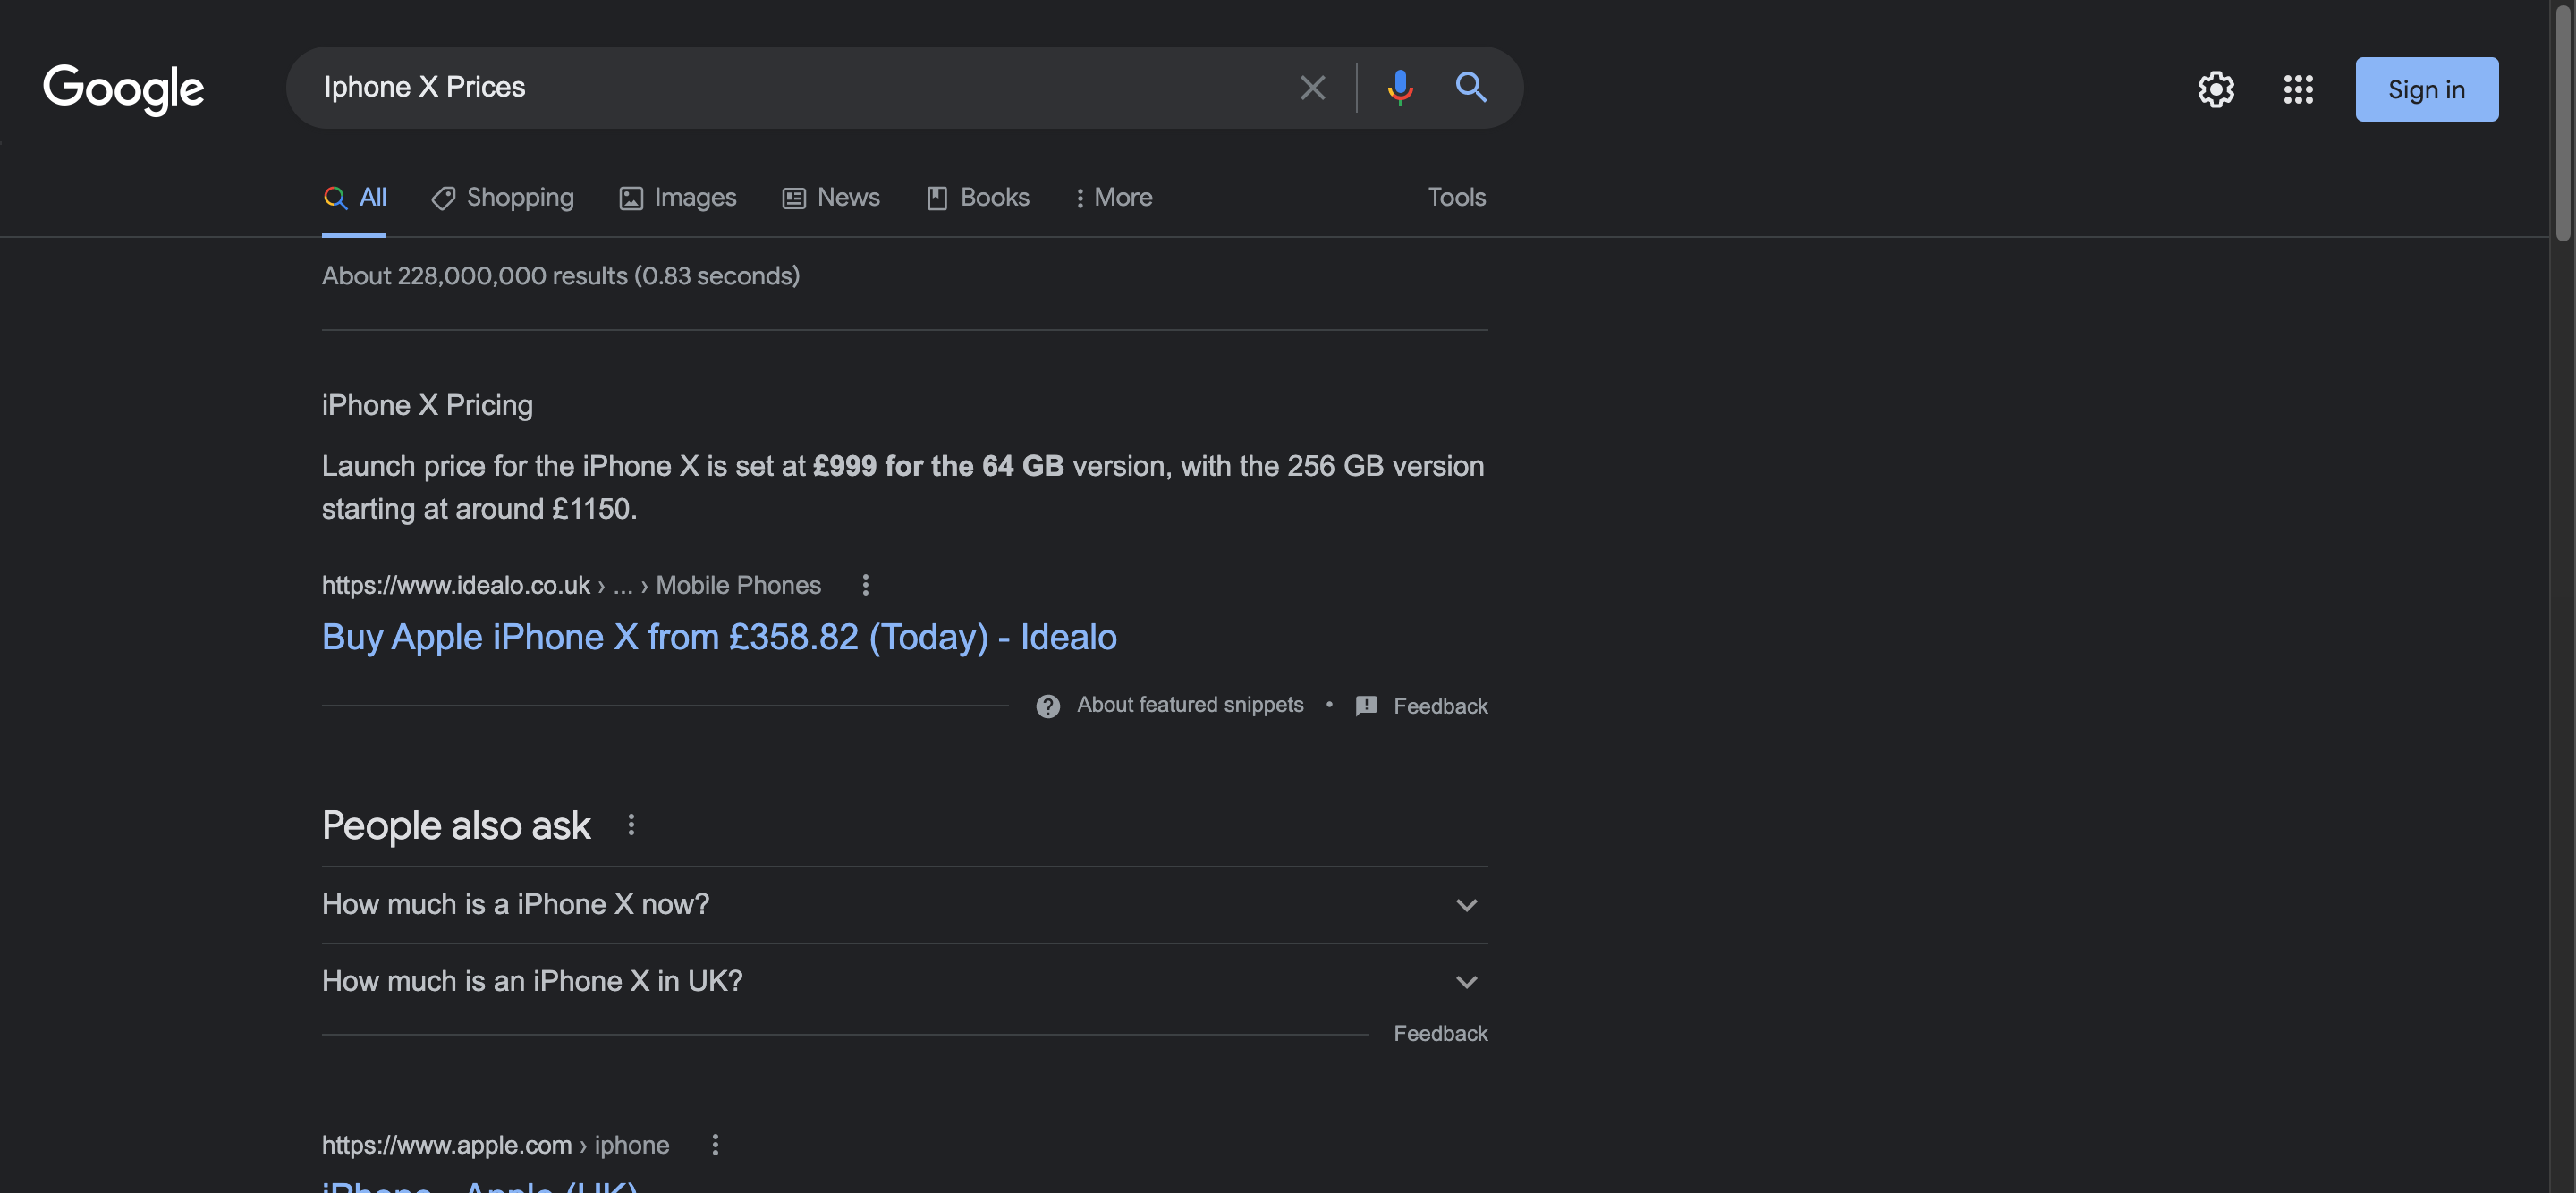 Google
Iphone X Prices
Sign in
All
Shopping
Images
News
Books
More
Tools
About 228,000,000 results (0.83 seconds)
iPhone X Pricing
Launch price for the iPhone X is set at £999 for the 64 GB version, with the 256 GB version
starting at around £1150.
https://www.idealo.co.uk › ... › Mobile Phones
Buy Apple iPhone X from £358.82 (Today) - Idealo
About featured snippets • Feedback
People also ask
How much is a iPhone X now?
How much is an iPhone X in UK?
Feedback
https://www.apple.com › iphone
iPhone - Apple (UK)